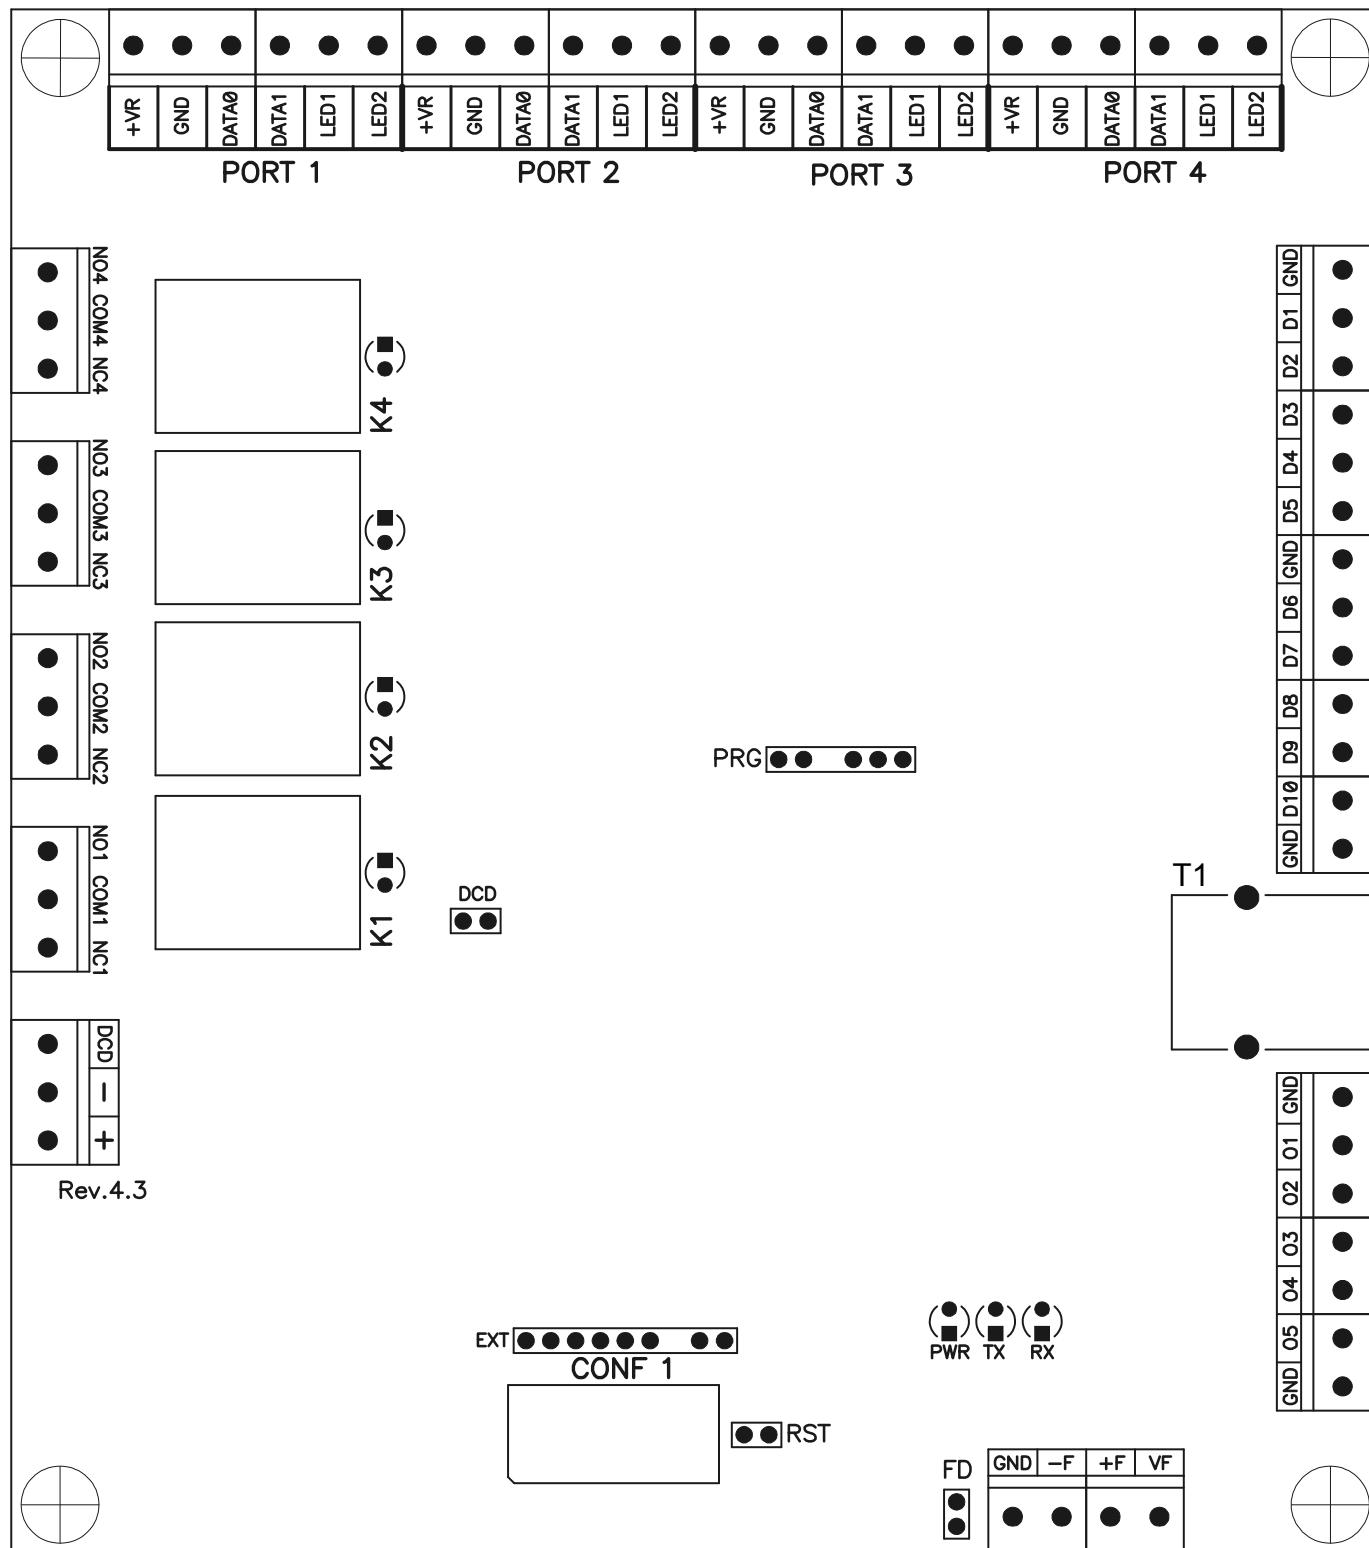 +VR GND DATA0 DATA1 LED1 LED2 +VR GND DATA0 DATA1 LED1 LED2 +VR GND DATA0 DATA1 LED1 LED2 +VR GND DATA0 DATA1 LED1 LED2
PORT 1 PORT 2 PORT 3 PORT 4
NO4 COM4 NC4
K4
NO3 COM3 NC3
K3
NO2 COM2 NC2
K2
NO1 COM1 NC1
K1
DCD
PRG
GND
D1
D2
D3
D4
D5
GND
D6
D7
D8
D9
D10
GND
T1
DCD
-
+
Rev.4.3
GND
O1
O2
O3
O4
O5
GND
EXT
CONF 1
RST
PWR TX RX
FD
GND -F +F VF